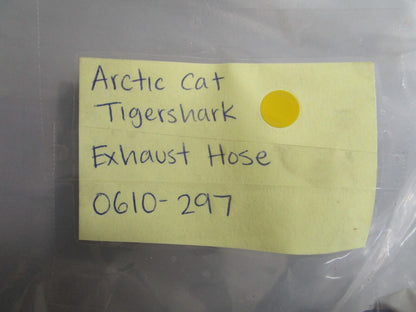 Arctic Cat
Tigershark
Exhaust Hose
0610-297